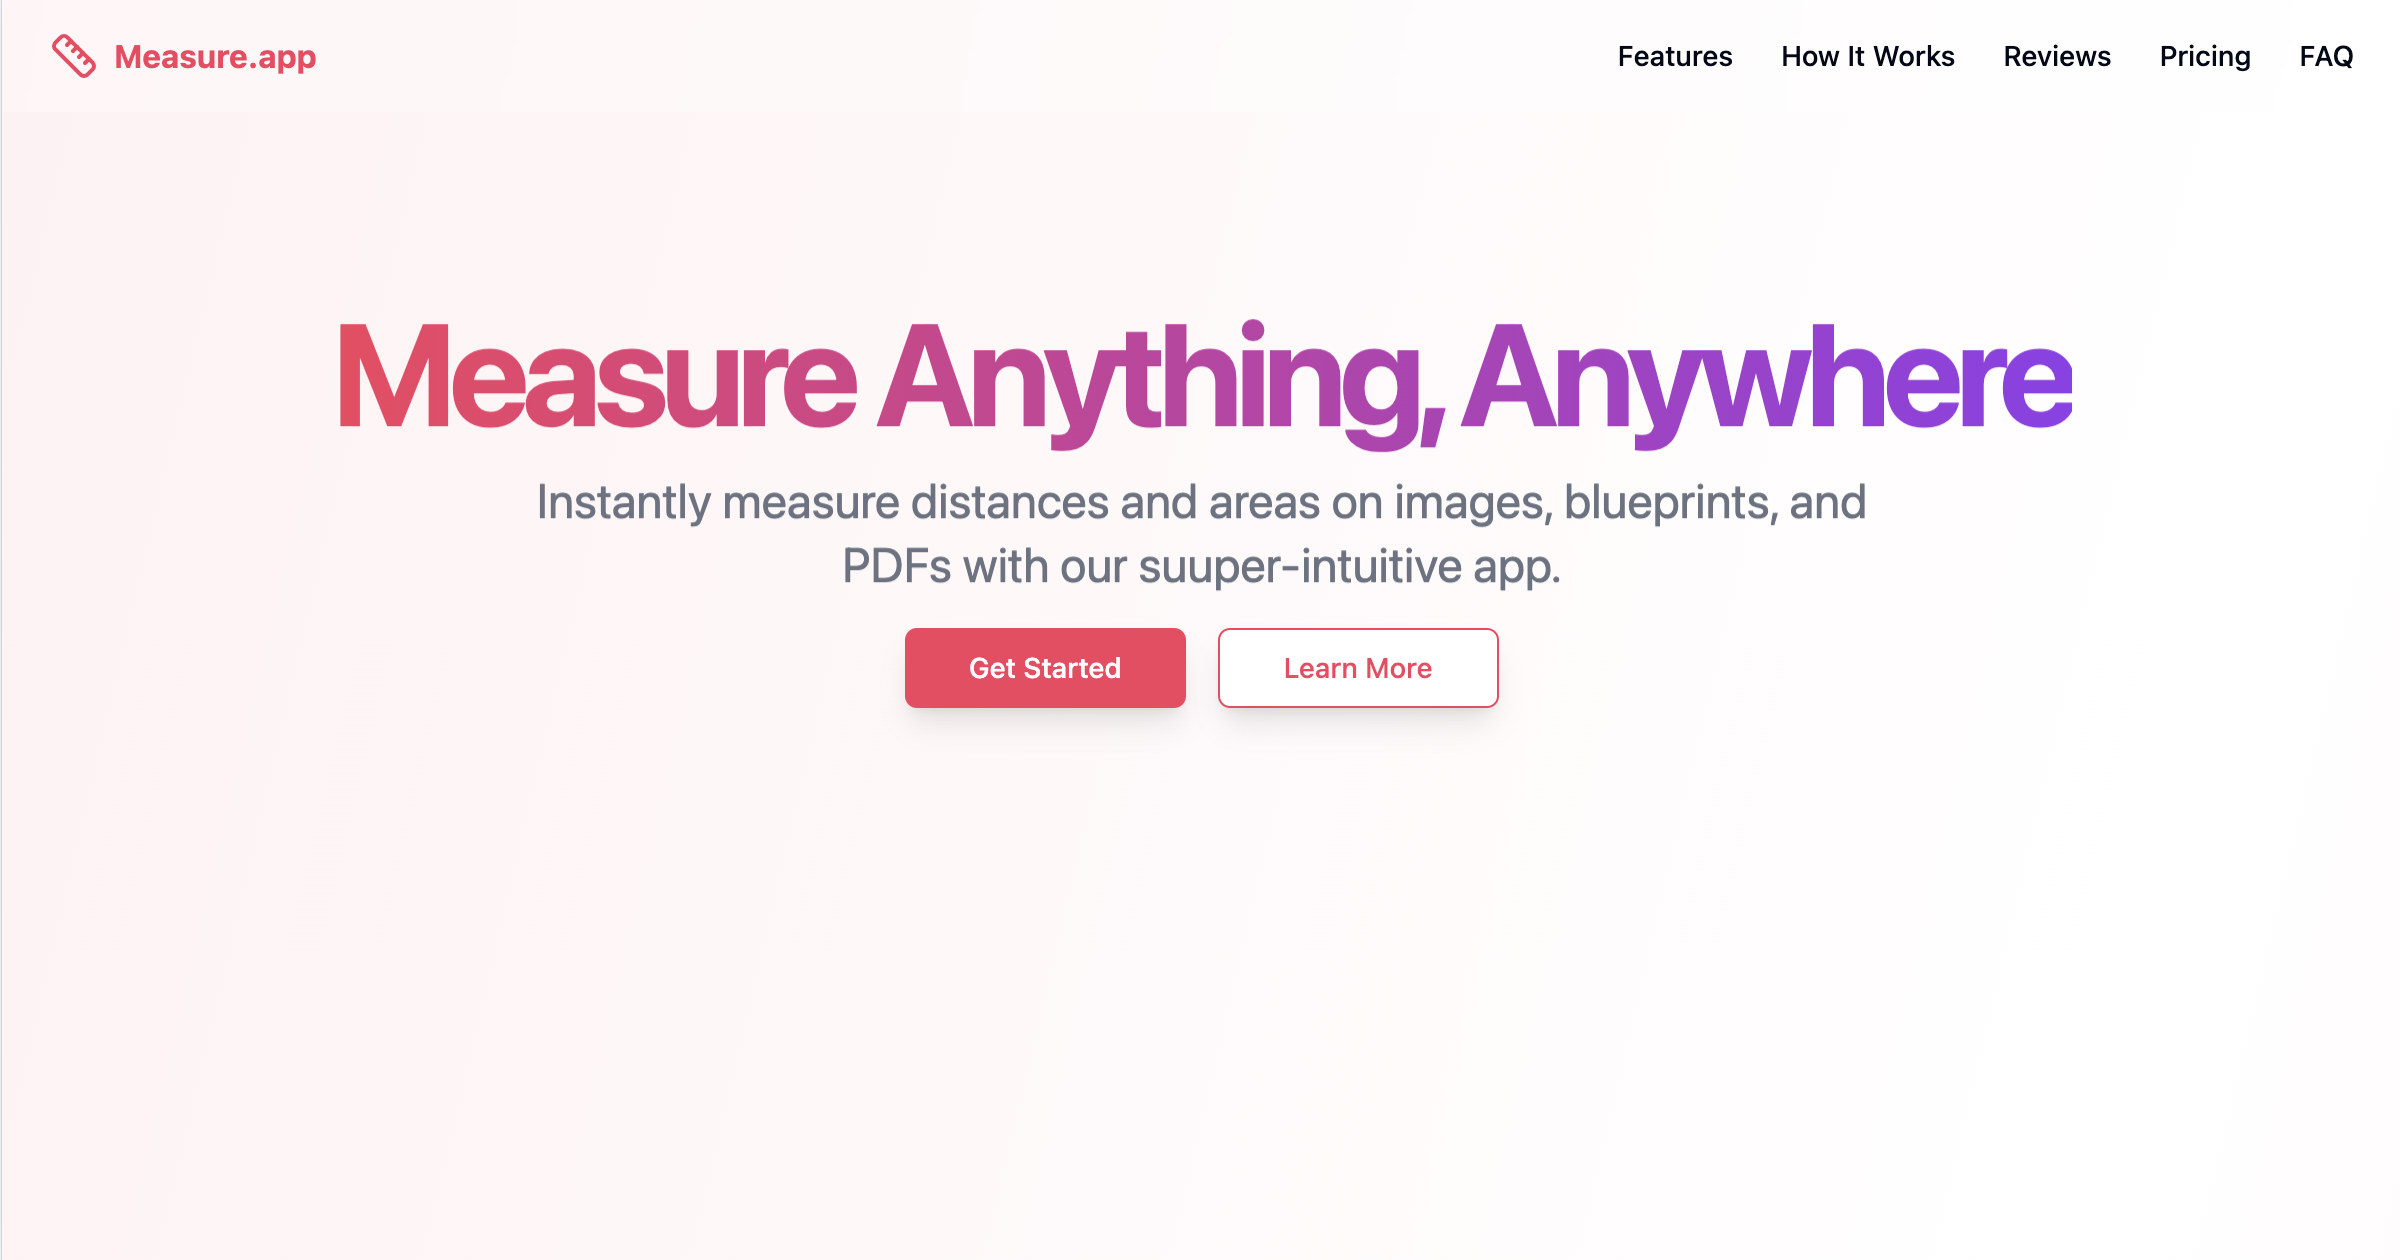 Measure.app
Features
How It Works
Reviews
Pricing
FAQ
Measure Anything, Anywhere
Instantly measure distances and areas on images, blueprints, and
PDFs with our suuper-intuitive app.
Get Started
Learn More